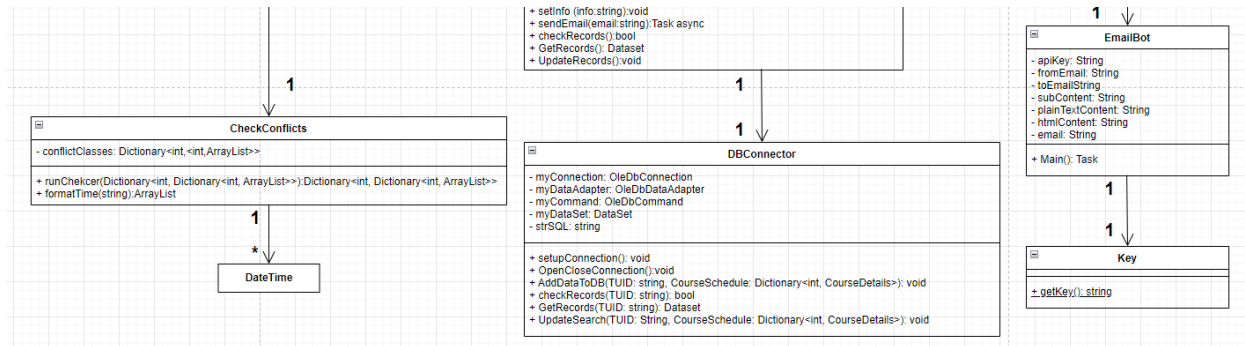 + setInfo (info:string):void
+ sendEmail(email:string):Task async
+ checkRecords():bool
+ GetRecords(): Dataset
+ UpdateRecords():void
1
EmailBot
- apiKey: String
- fromEmail: String
- toEmailString
- subContent: String
- plainTextContent: String
- htmlContent: String
- email: String
+ Main(): Task
1
1
1
CheckConflicts
- conflictClasses: Dictionary<int,<int,ArrayList>>
+ runChekcer(Dictionary<int, Dictionary<int, ArrayList>>):Dictionary<int, Dictionary<int, ArrayList>>
+ formatTime(string):ArrayList
1
*
DateTime
1
DBConnector
- myConnection: OleDbConnection
- myDataAdapter: OleDbDataAdapter
- myCommand: OleDbCommand
- myDataSet: DataSet
- strSQL: string
+ setupConnection(): void
+ OpenCloseConnection():void
+ AddDataToDB(TUID: string, CourseSchedule: Dictionary<int, CourseDetails>): void
+ checkRecords(TUID: string): bool
+ GetRecords(TUID: string): Dataset
+ UpdateSearch(TUID: String, CourseSchedule: Dictionary<int, CourseDetails>): void
1
Key
+ getKey(): string